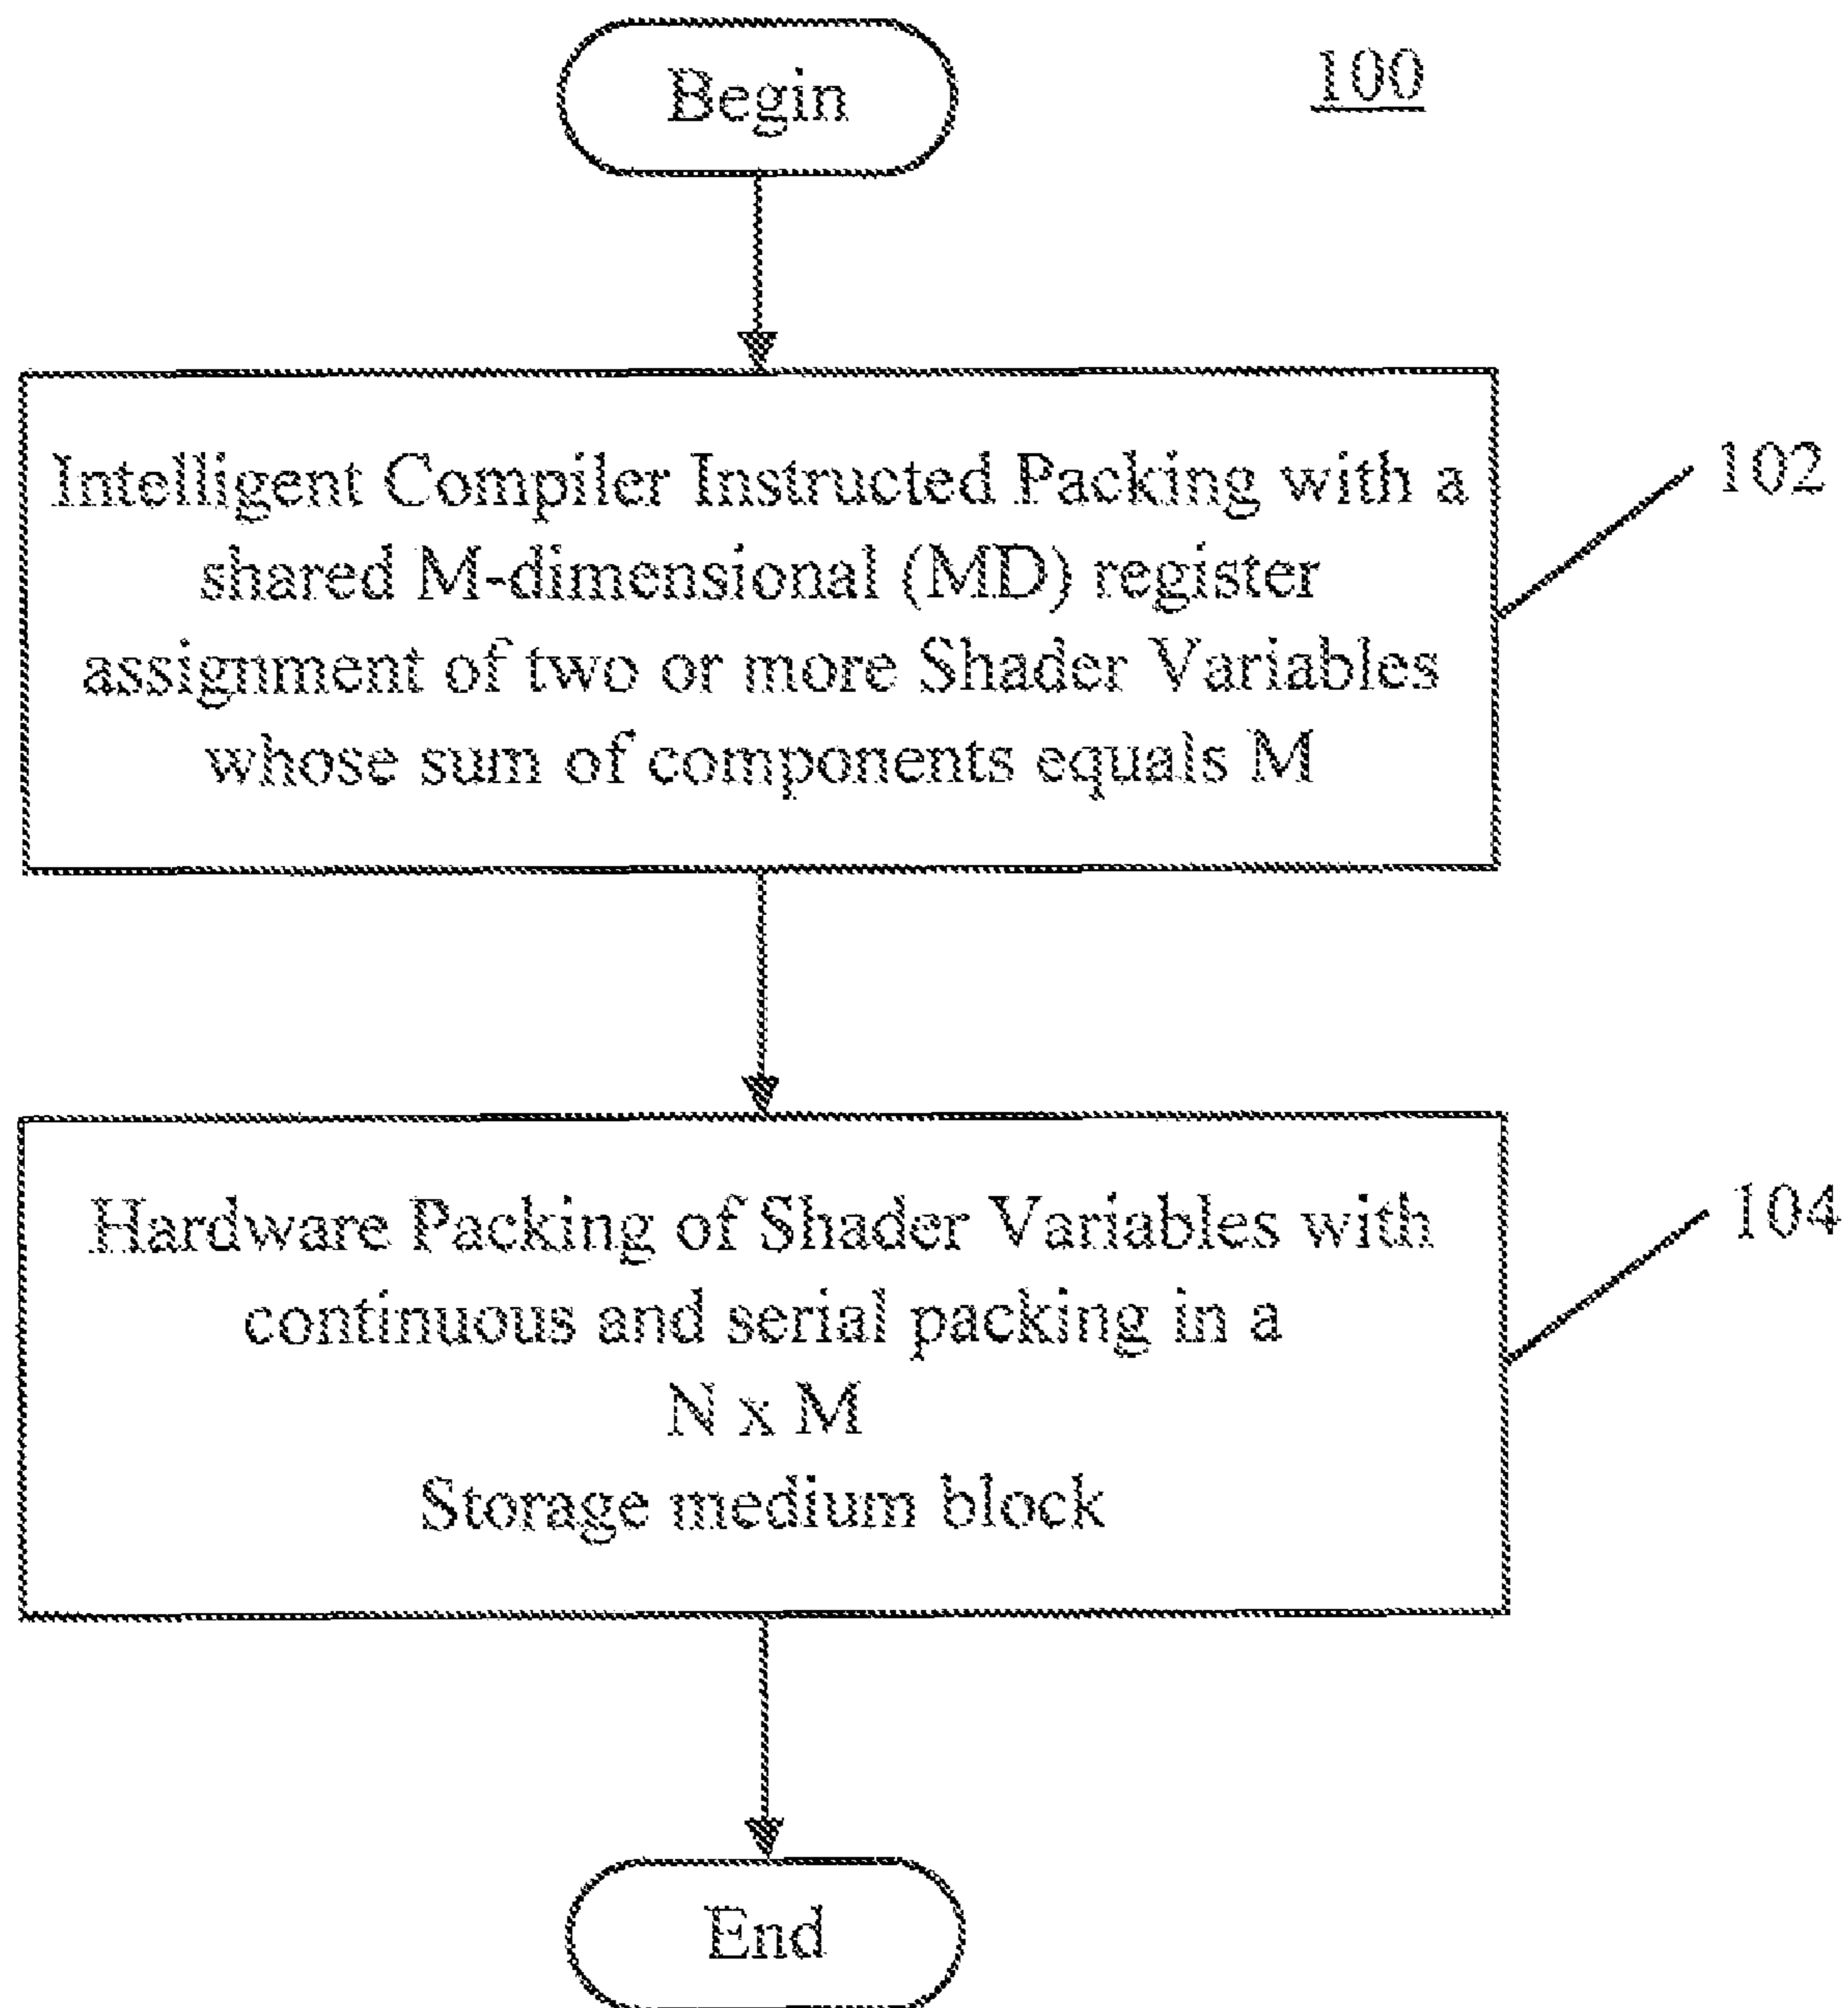 Begin
100
Intelligent Compiler Instructed Packing with a
shared M-dimensional (MD) register
assignment of two or more Shader Variables
whose sum of components equals M
102
Hardware Packing of Shader Variables with
continuous and serial packing in a
N x M
Storage medium block
104
End